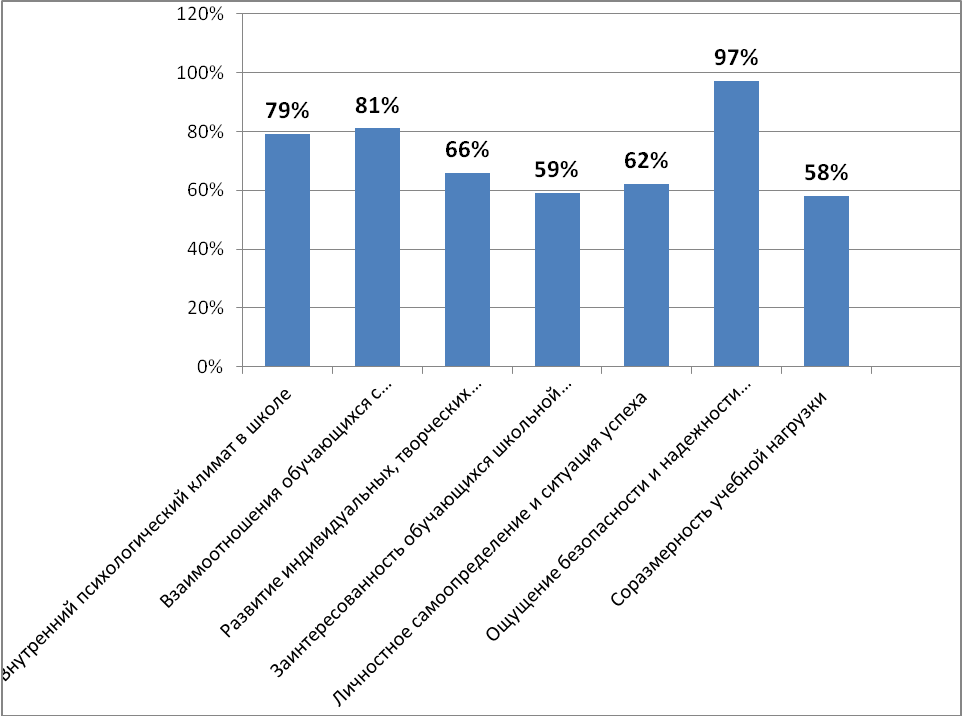 120%
100%
80%
60%
40%
20%
0%
79%
81%
66%
59%
62%
97%
58%
Внутренний психологический климат в школе
Взаимоотношения обучающихся с...
Развитие индивидуальных, творческих...
Заинтересованность обучающихся школьной...
Личностное самоопределение и ситуация успеха
Ощущение безопасности и надежности...
Соразмерность учебной нагрузки